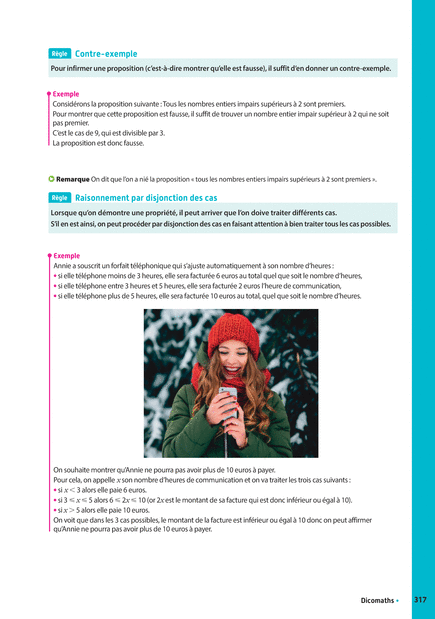 Règle Contre-exemple
Pour infirmer une proposition (c'est-à-dire montrer qu'elle est fausse), il suffit d'en donner un contre-exemple.
Exemple
Considérons la proposition suivante : Tous les nombres entiers impairs supérieurs à 2 sont premiers.
Pour montrer que cette proposition est fausse, il suffit de trouver un nombre entier impair supérieur à 2 qui ne soit
pas premier.
C'est le cas de 9, qui est divisible par 3.
La proposition est donc fausse.
Remarque On dit que l'on a nié la proposition « tous les nombres entiers impairs supérieurs à 2 sont premiers ».
Règle Raisonnement par disjonction des cas
Lorsque qu'on démontre une propriété, il peut arriver que l'on doive traiter différents cas.
S'il en est ainsi, on peut procéder par disjonction des cas en faisant attention à bien traiter tous les cas possibles.
Exemple
Annie a souscrit un forfait téléphonique qui s'ajuste automatiquement à son nombre d'heures :
• si elle téléphone moins de 3 heures, elle sera facturée 6 euros au total quel que soit le nombre d'heures,
• si elle téléphone entre 3 heures et 5 heures, elle sera facturée 2 euros l'heure de communication,
• si elle téléphone plus de 5 heures, elle sera facturée 10 euros au total, quel que soit le nombre d'heures.
On souhaite montrer qu'Annie ne pourra pas avoir plus de 10 euros à payer.
Pour cela, on appelle x son nombre d'heures de communication et on va traiter les trois cas suivants :
• si x < 3 alors elle paie 6 euros.
• si 3 ⩽ x ⩽ 5 alors 6 ⩽ 2x ⩽ 10 (or 2x est le montant de sa facture qui est donc inférieur ou égal à 10).
• si x > 5 alors elle paie 10 euros.
On voit que dans les 3 cas possibles, le montant de la facture est inférieur ou égal à 10 donc on peut affirmer
qu'Annie ne pourra pas avoir plus de 10 euros à payer.
Dicomaths • 317